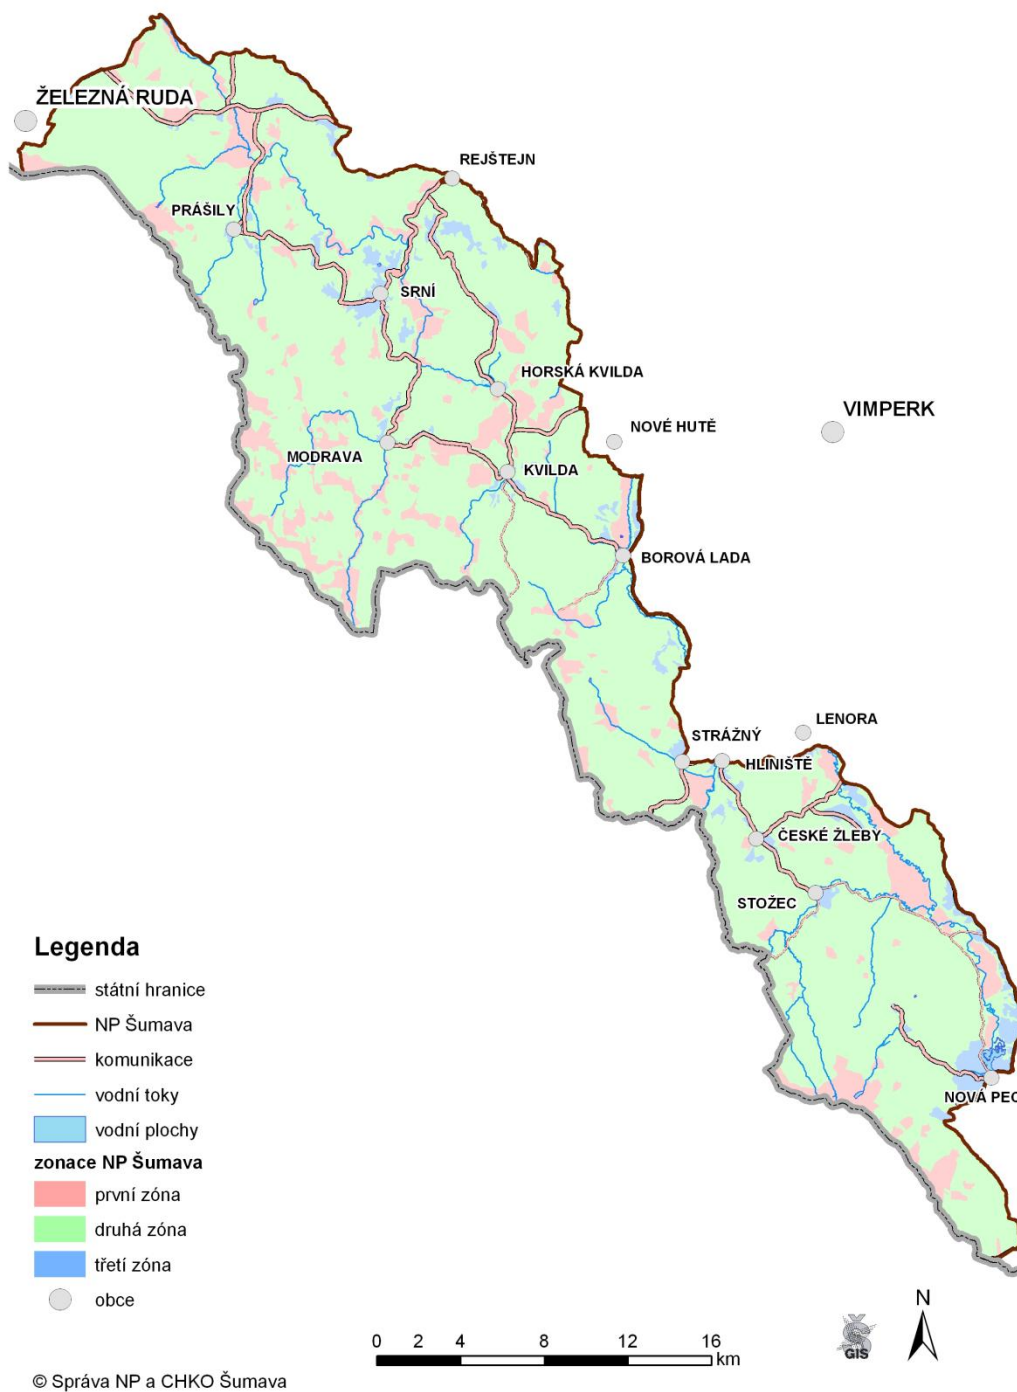 ŽELEZNÁ RUDA
REJŠTEJN
PRÁŠILY
SRNÍ
HORSKÁ KVILDA
VIMPERK
NOVÉ HUTĚ
MODRAVA
KVILDA
BOROVÁ LADA
LENORA
STRÁŽNÝ
HLINIŠTĚ
ČESKÉ ŽLEBY
STOŽEC
NOVÁ PEC
Legenda
státní hranice
NP Šumava
komunikace
vodní toky
vodní plochy
zonace NP Šumava
první zóna
druhá zóna
třetí zóna
obce
0 2 4 8 12 16
km
Š
GIS
N
© Správa NP a CHKO Šumava